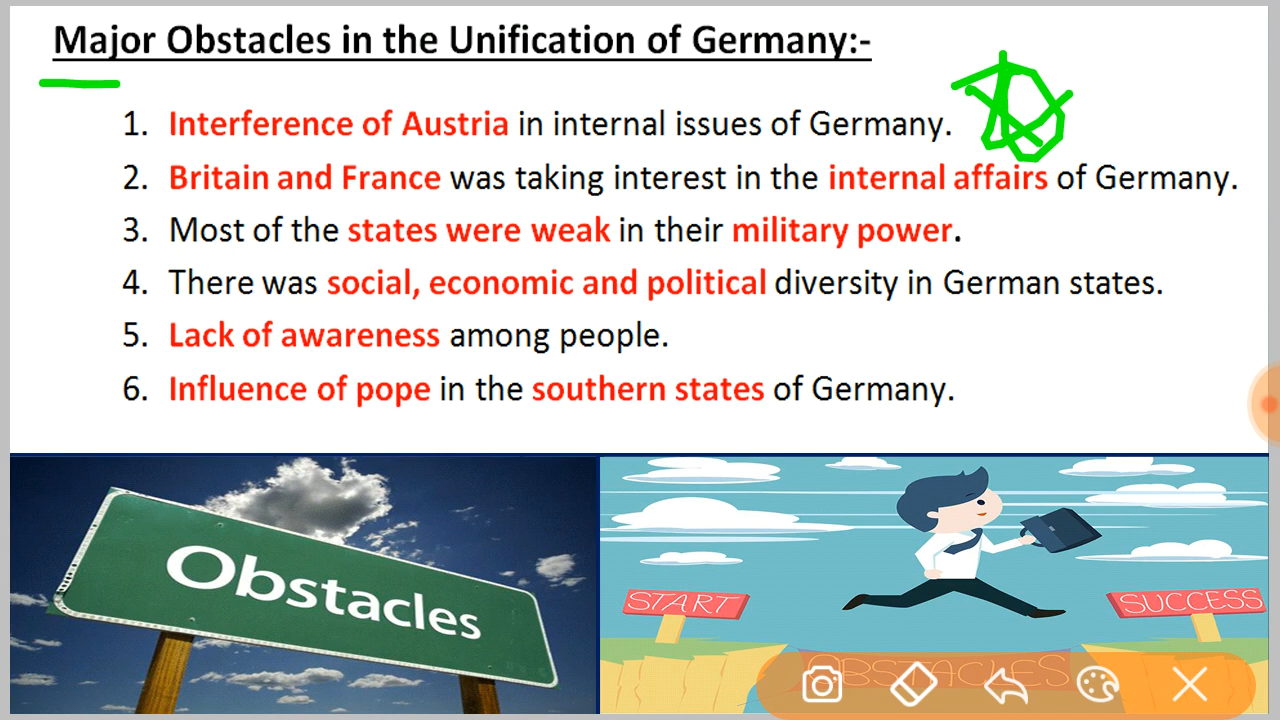 Major Obstacles in the Unification of Germany:-
1. Interference of Austria in internal issues of Germany.
2. Britain and France was taking interest in the internal affairs of Germany.
3. Most of the states were weak in their military power.
4. There was social, economic and political diversity in German states.
5. Lack of awareness among people.
6. Influence of pope in the southern states of Germany.
Obstacles
START
SUCCESS
OBSTACLES